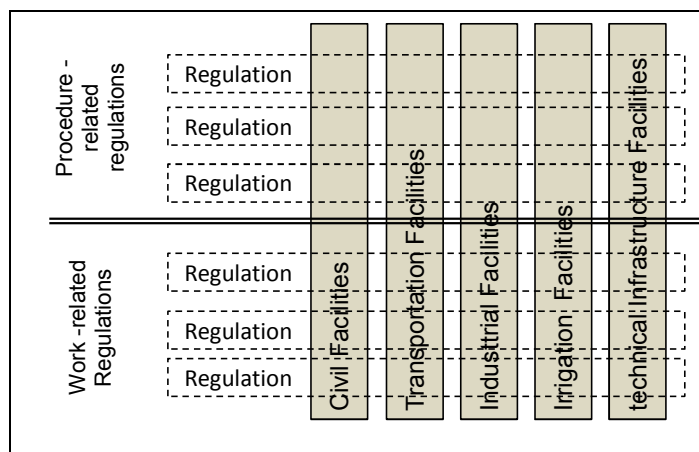 Procedure -
related
regulations
Regulation
Regulation
Regulation
Work -related
Regulations
Regulation
Regulation
Regulation
Civil Facilities
Transportation Facilities
Industrial Facilities
Irrigation Facilities
technical Infrastructure Facilities